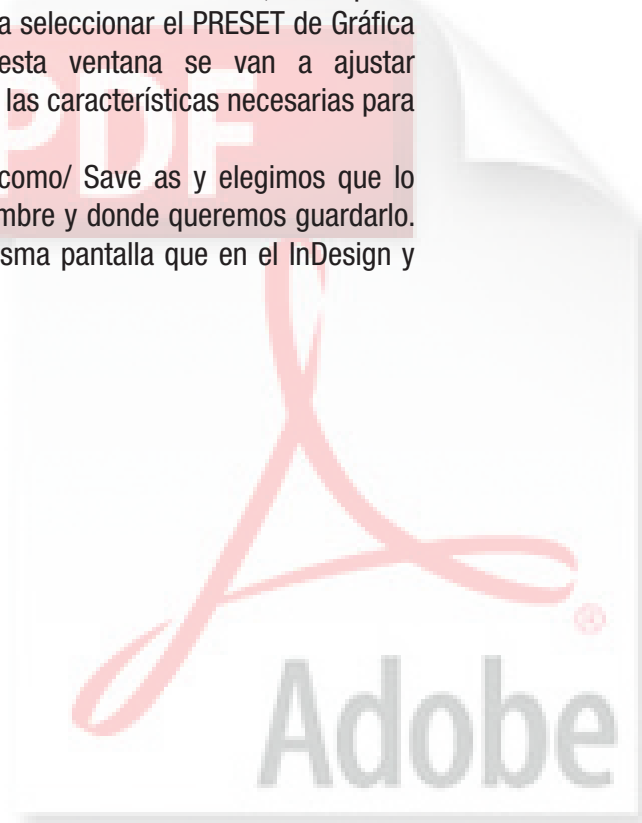 a seleccionar el PRESET de Gráfica
esta ventana se van a ajustar
las características necesarias para
como/ Save as y elegimos que lo
mbre y donde queremos guardarlo.
sma pantalla que en el InDesign y
PDF
Adobe